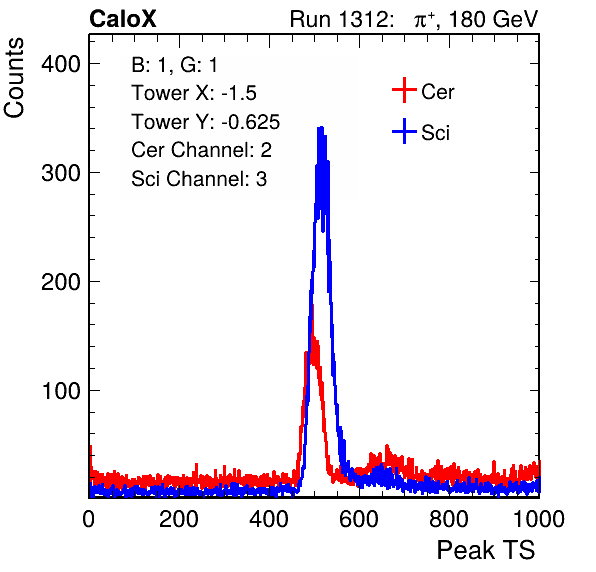 CaloX Run 1312: π⁺, 180 GeV
Counts
B: 1, G: 1
Tower X: -1.5
Tower Y: -0.625
Cer Channel: 2
Sci Channel: 3
Cer
Sci
400
300
200
100
0 200 400 600 800 1000
Peak TS